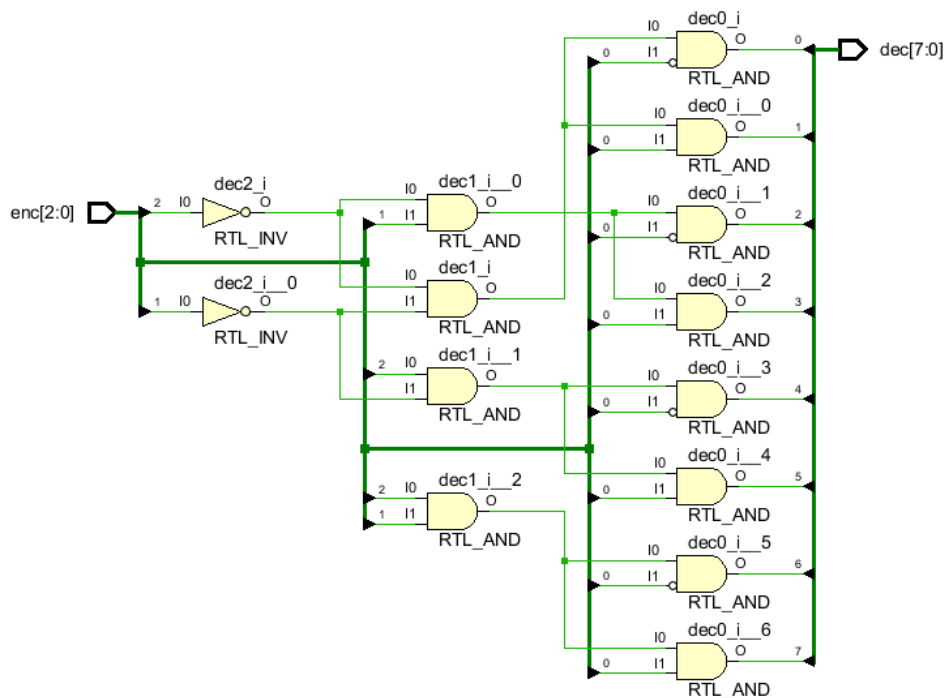 dec0_i
I0
O
0
I1
0
RTL_AND
dec[7:0]
dec0_i__0
I0
O
1
I1
0
RTL_AND
enc[2:0]
dec2_i
2
I0
O
RTL_INV
dec1_i__0
I0
O
1
I1
RTL_AND
dec0_i__1
I0
O
2
0
I1
RTL_AND
dec2_i__0
1
I0
O
RTL_INV
dec1_i
I0
O
I1
RTL_AND
dec0_i__2
I0
O
3
0
I1
RTL_AND
dec1_i__1
2
I0
O
I1
RTL_AND
dec0_i__3
I0
O
4
0
I1
RTL_AND
dec0_i__4
I0
O
5
0
I1
RTL_AND
dec1_i__2
2
I0
O
1
I1
RTL_AND
dec0_i__5
I0
O
6
0
I1
RTL_AND
dec0_i__6
I0
O
7
0
I1
RTL_AND